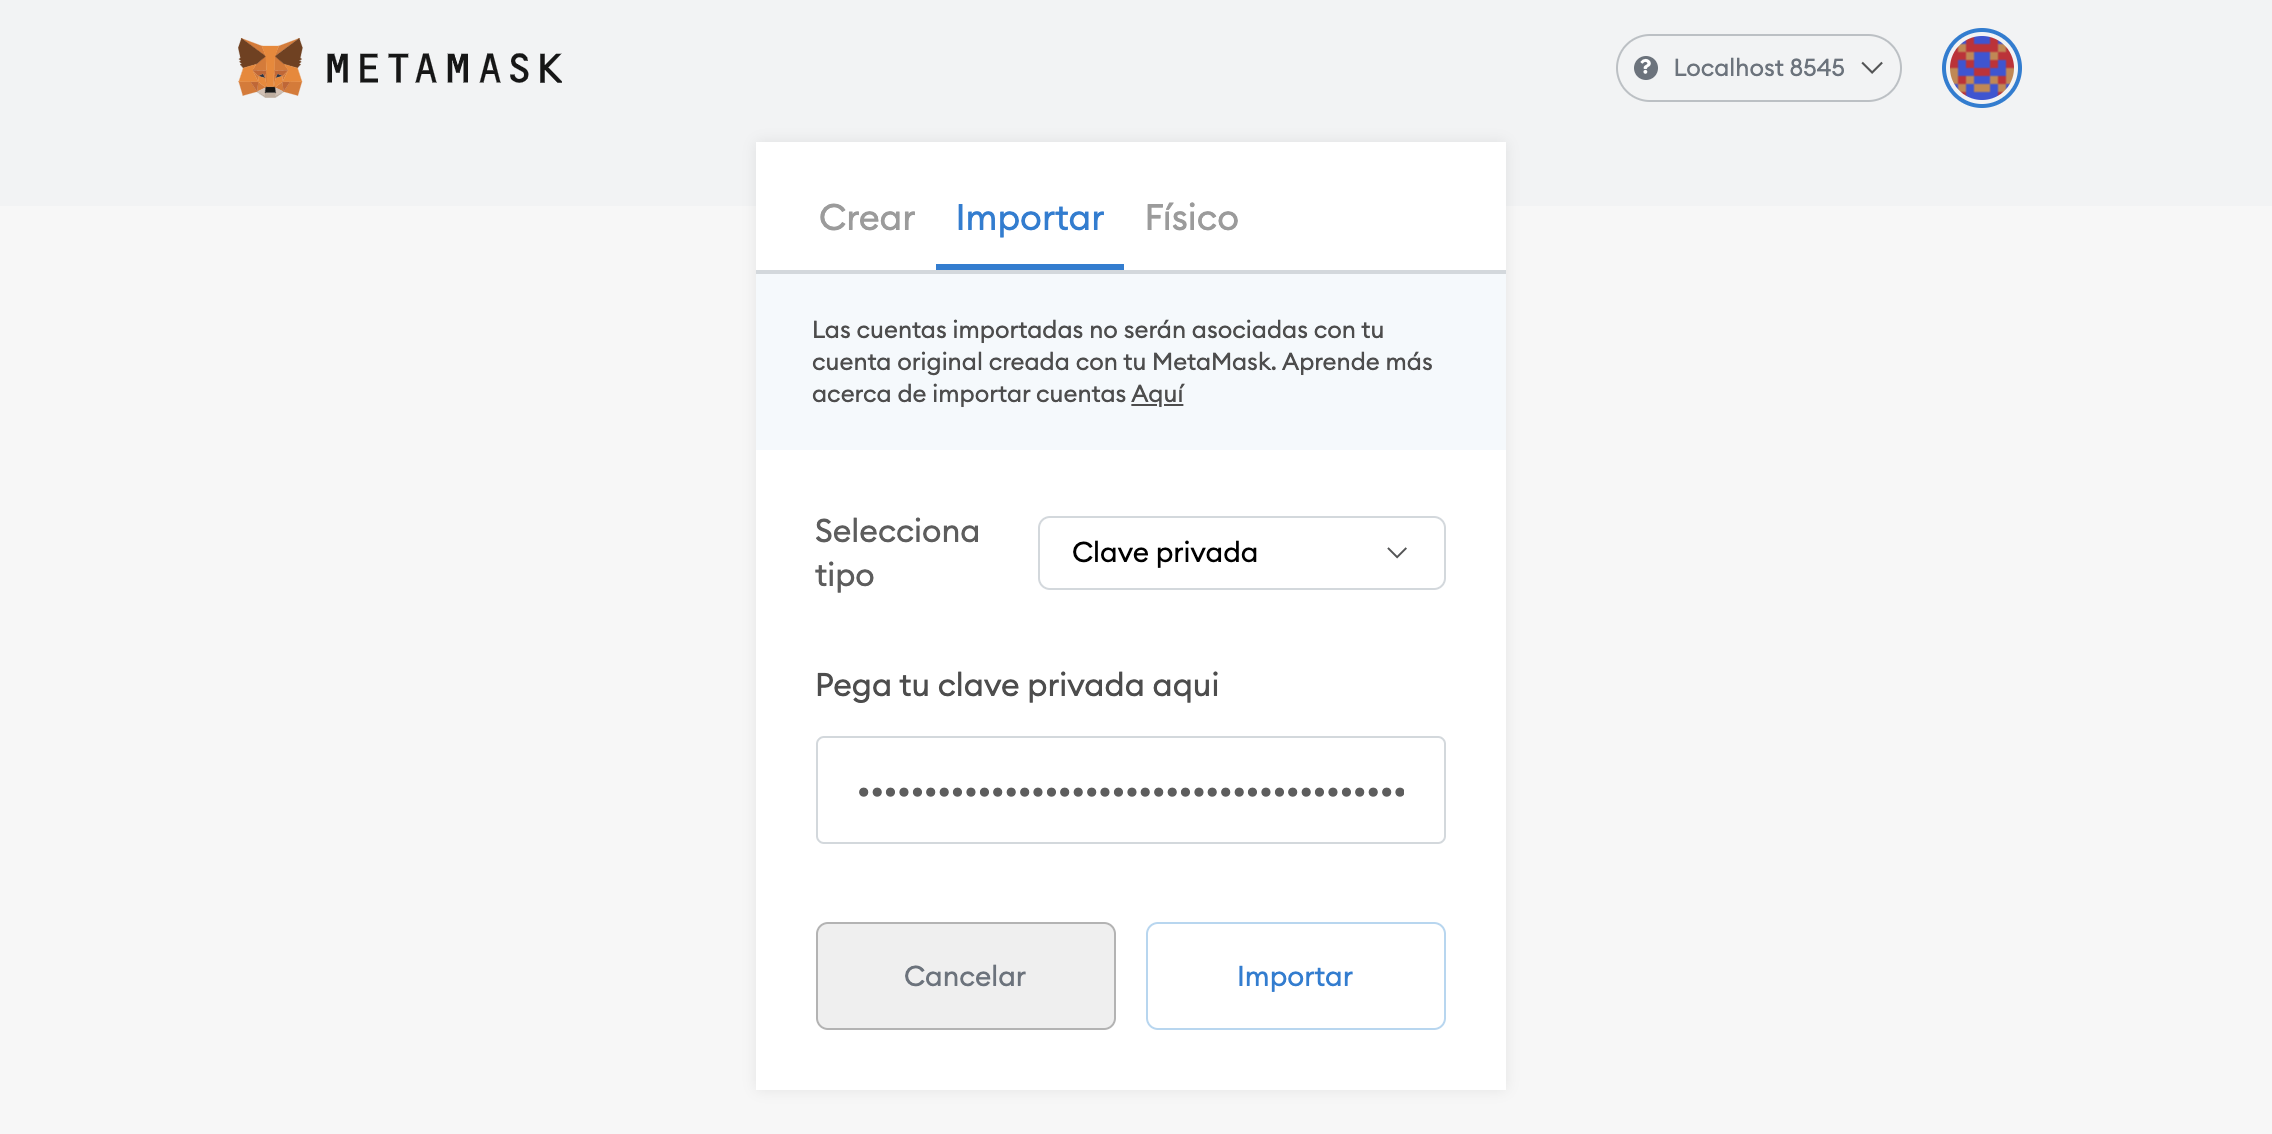 METAMASK
Localhost 8545
Crear Importar Físico
Las cuentas importadas no serán asociadas con tu
cuenta original creada con tu MetaMask. Aprende más
acerca de importar cuentas Aquí
Selecciona
tipo
Clave privada
Pega tu clave privada aqui
•••••••••••••••••••••••••••••••••••••••••
Cancelar
Importar